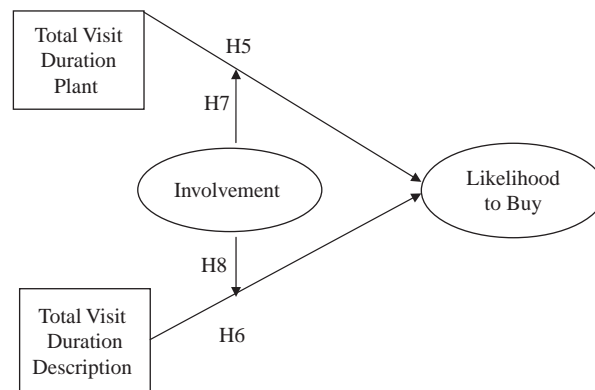 Total Visit
Duration
Plant
H5
H7
Involvement
Likelihood
to Buy
H8
Total Visit
Duration
Description
H6